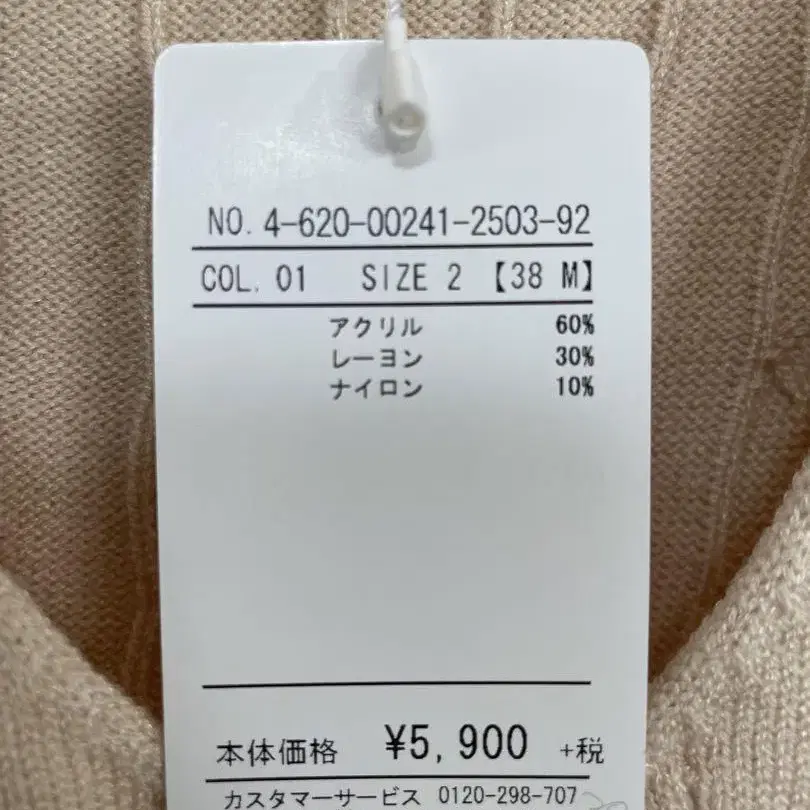 NO. 4-620-00241-2503-92
COL. 01 SIZE 2 【38 M】
アクリル 60%
レーヨン 30%
ナイロン 10%
本体価格 ¥5,900 +税
カスタマーサービス 0120-298-707